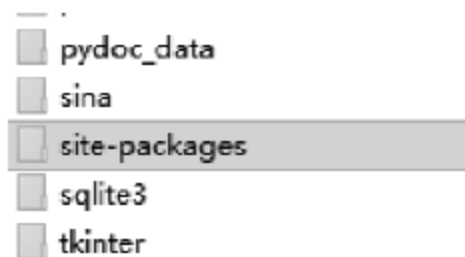 pydoc_data
sina
site-packages
sqlite3
tkinter